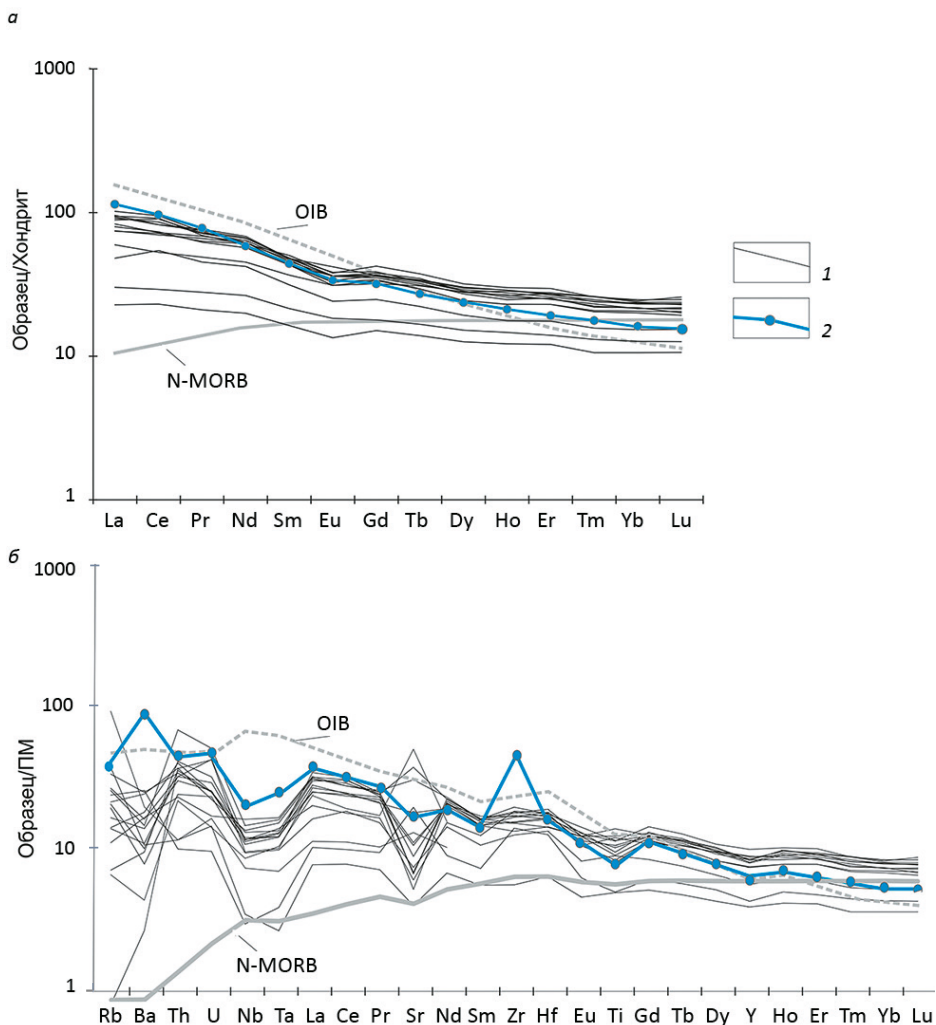 а
1000
100
10
1
Образец/Хондрит
OIB
N-MORB
La Ce Pr Nd Sm Eu Gd Tb Dy Ho Er Tm Yb Lu
1
2
б
1000
100
10
1
Образец/ПМ
OIB
N-MORB
Rb Ba Th U Nb Ta La Ce Pr Sr Nd Sm Zr Hf Eu Ti Gd Tb Dy Y Ho Er Tm Yb Lu